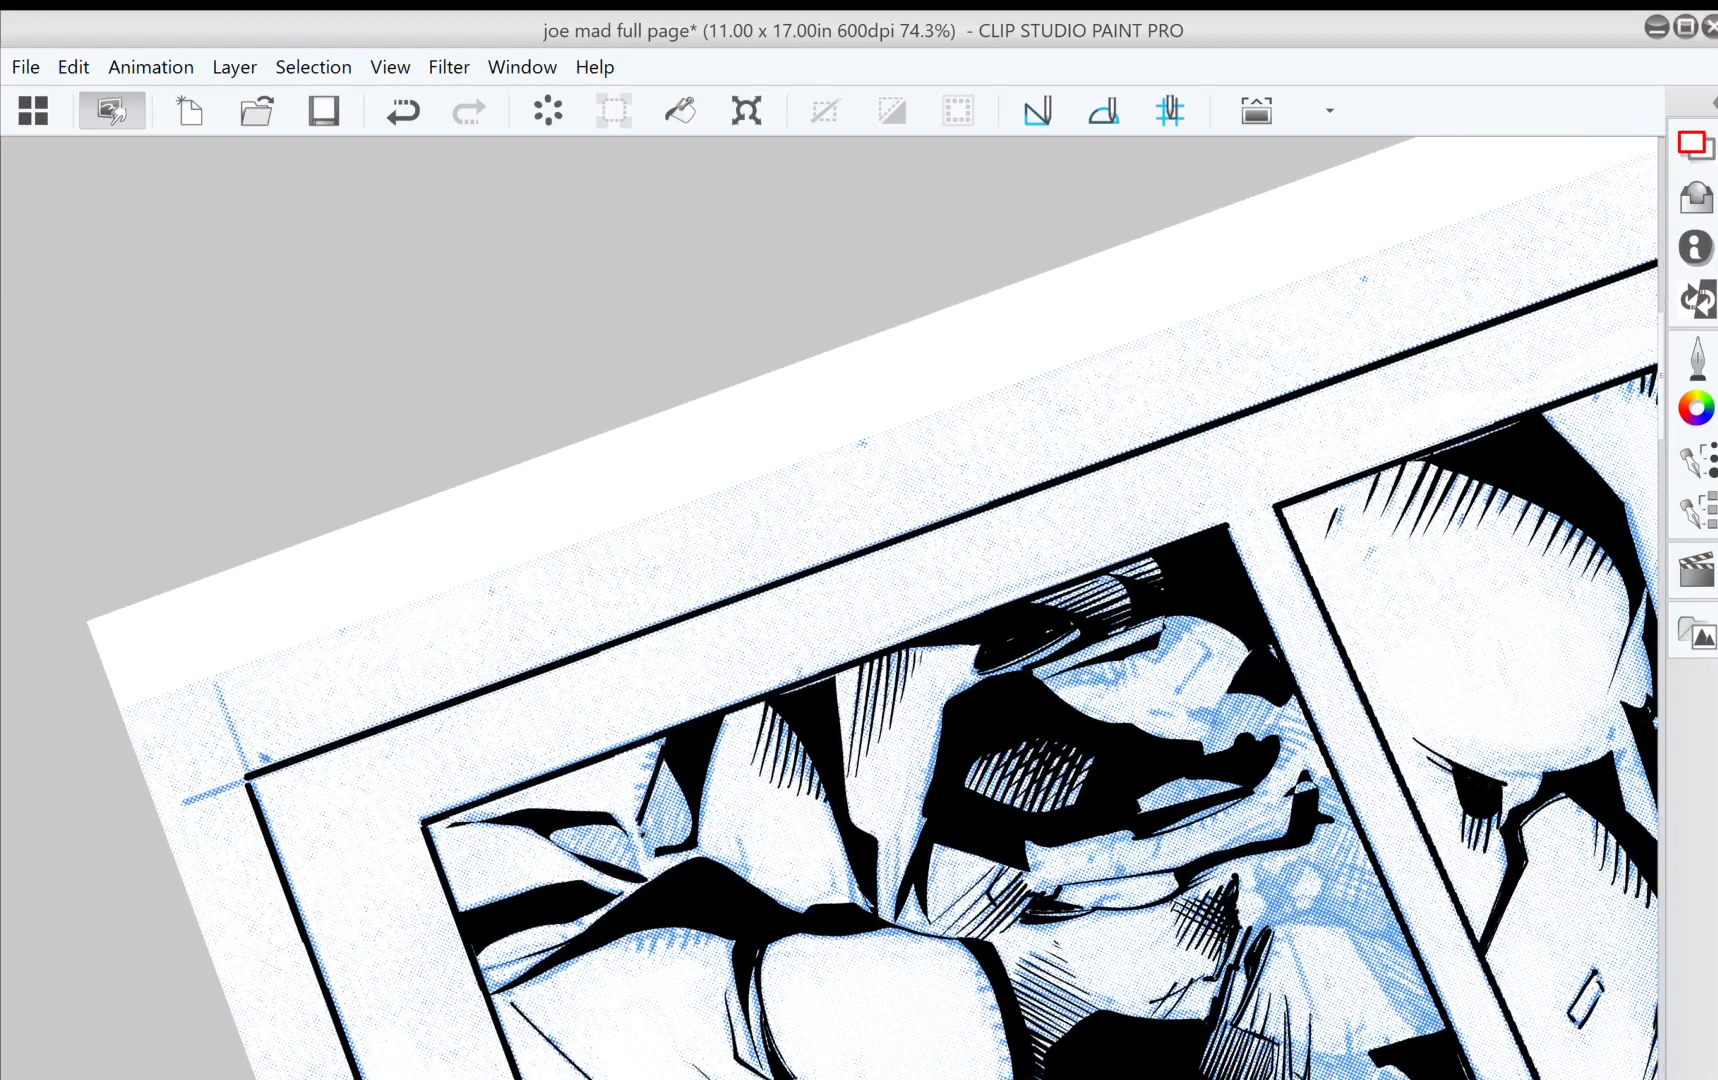 joe mad full page* (11.00 x 17.00in 600dpi 74.3%)  - CLIP STUDIO PAINT PRO
File Edit Animation Layer Selection View Filter Window Help